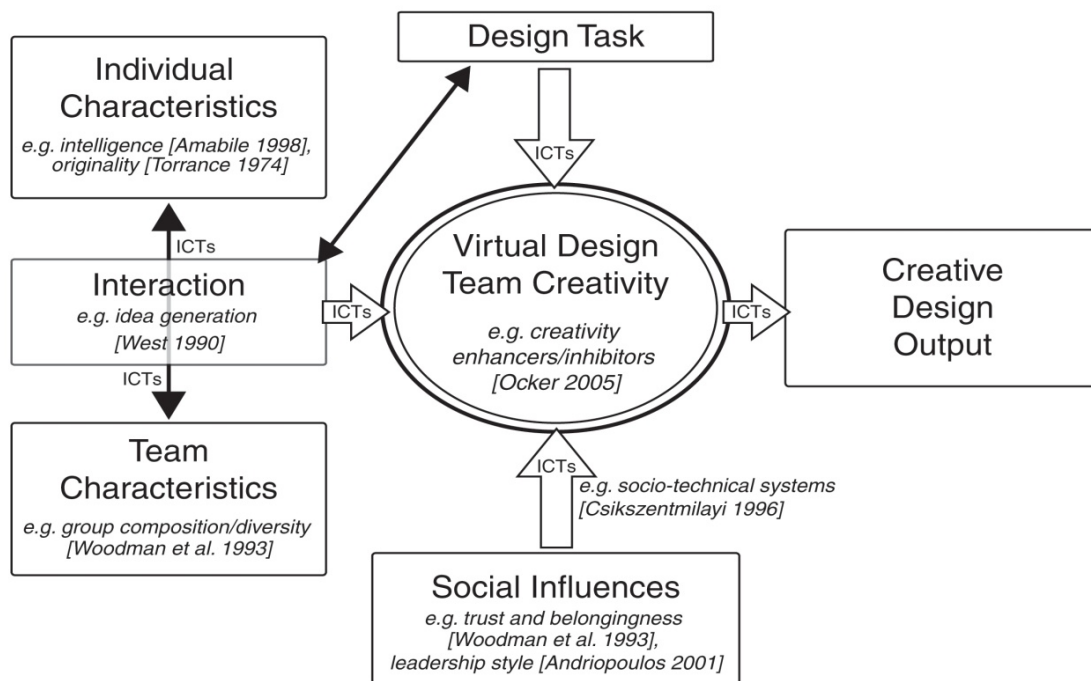 Design Task
Individual
Characteristics
e.g. intelligence [Amabile 1998],
originality [Torrance 1974]
ICTs
ICTs
Interaction
e.g. idea generation
[West 1990]
ICTs
ICTs
Virtual Design
Team Creativity
e.g. creativity
enhancers/inhibitors
[Ocker 2005]
ICTs
Creative
Design
Output
Team
Characteristics
e.g. group composition/diversity
[Woodman et al. 1993]
ICTs
e.g. socio-technical systems
[Csikszentmilayi 1996]
Social Influences
e.g. trust and belongingness
[Woodman et al. 1993],
leadership style [Andriopoulos 2001]